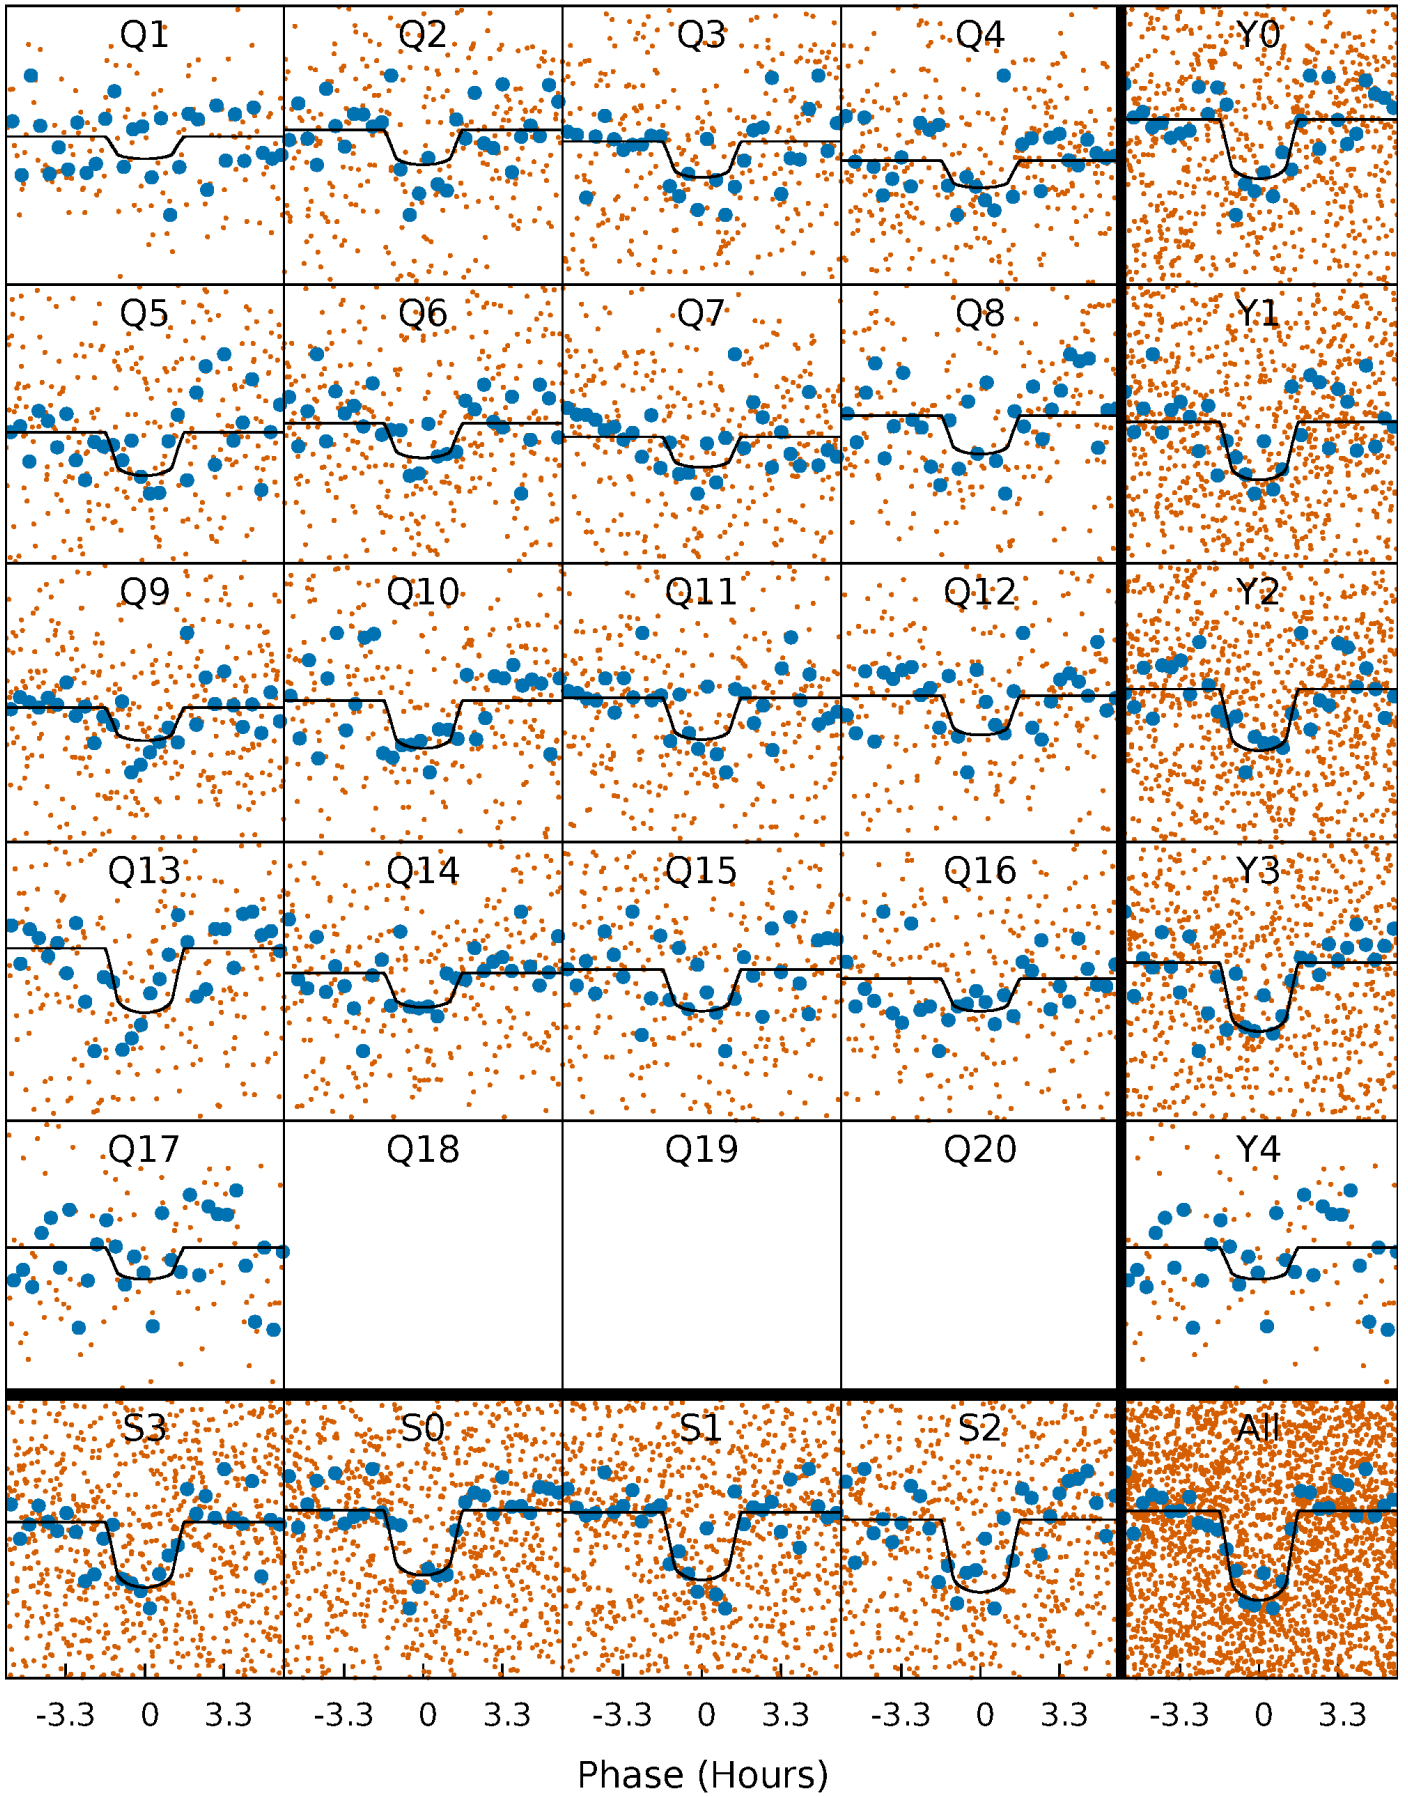 Q1 Q2 Q3 Q4 Y0
Q5 Q6 Q7 Q8 Y1
Q9 Q10 Q11 Q12 Y2
Q13 Q14 Q15 Q16 Y3
Q17 Q18 Q19 Q20 Y4
S3 S0 S1 S2 All
-3.3 0 3.3 -3.3 0 3.3 -3.3 0 3.3 -3.3 0 3.3 -3.3 0 3.3
Phase (Hours)